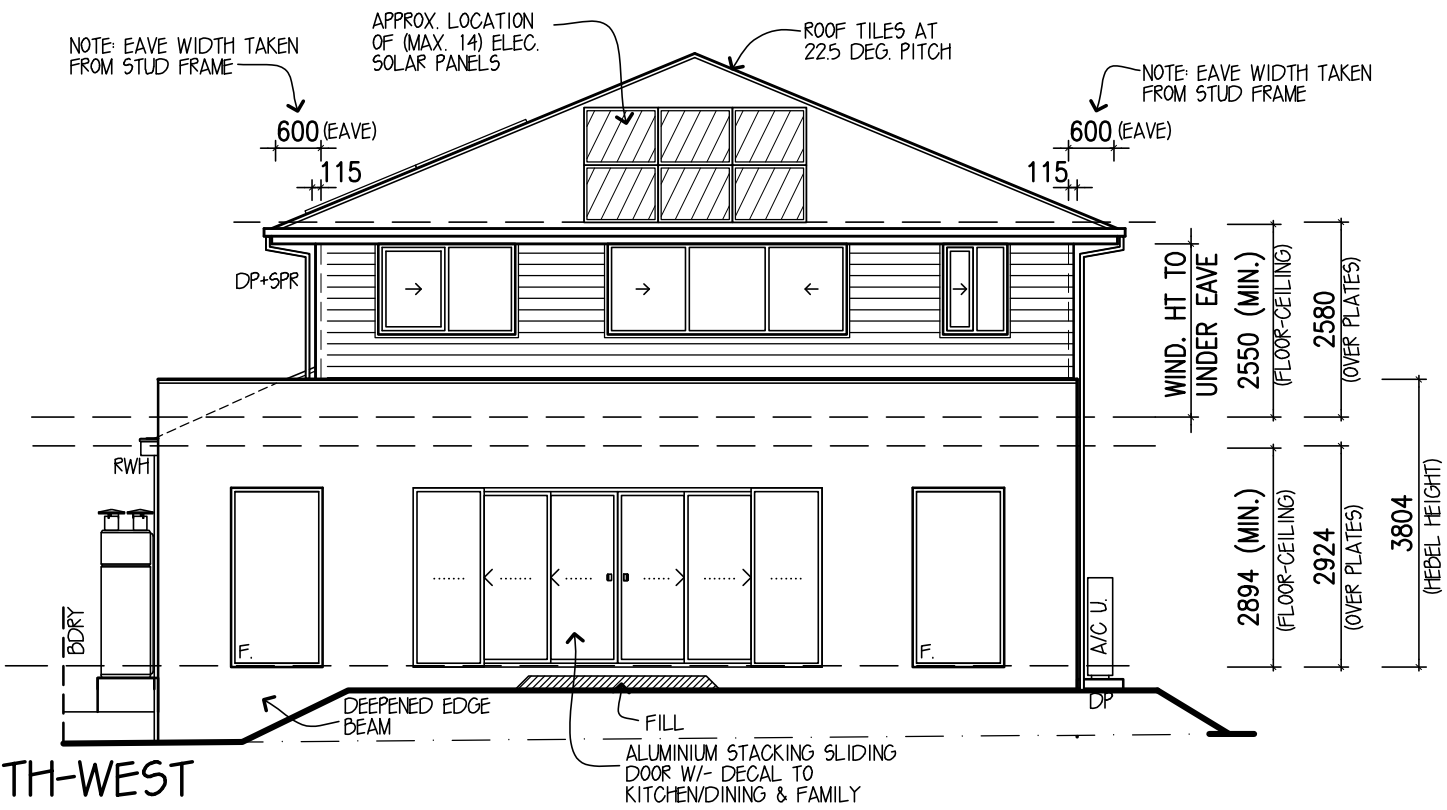 APPROX. LOCATION
OF (MAX. 14) ELEC.
SOLAR PANELS
ROOF TILES AT
22.5 DEG. PITCH
NOTE: EAVE WIDTH TAKEN
FROM STUD FRAME
NOTE: EAVE WIDTH TAKEN
FROM STUD FRAME
600 (EAVE)
600 (EAVE)
115
115
DP+SPR
WIND. HT TO
UNDER EAVE
2550 (MIN.)
(FLOOR-CEILING)
2580
(OVER PLATES)
RWH
2894 (MIN.)
(FLOOR-CEILING)
2924
(OVER PLATES)
3804
(HEBEL HEIGHT)
BDRY
F.
F.
A/C U.
DP
DEEPENED EDGE
BEAM
FILL
ALUMINIUM STACKING SLIDING
DOOR W/- DECAL TO
KITCHEN/DINING & FAMILY
TH-WEST